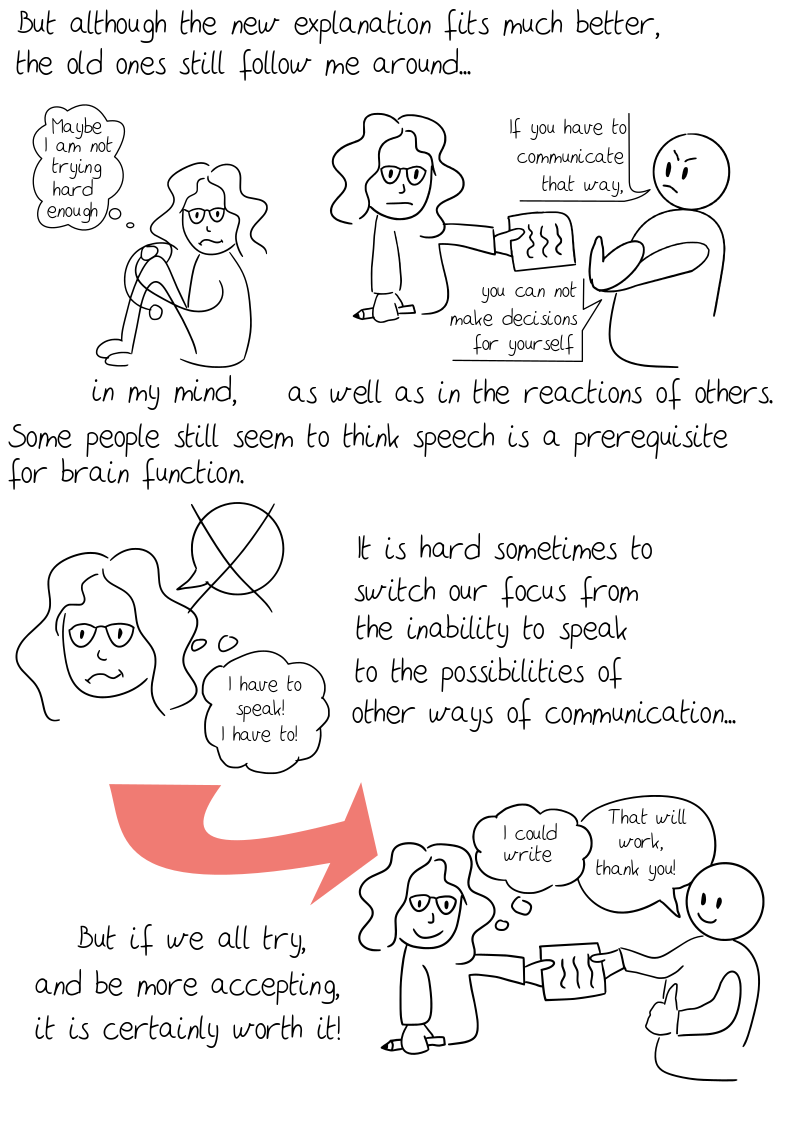 But although the new explanation fits much better,
the old ones still follow me around...
Maybe
I am not
trying
hard
enough
If you have to
communicate
that way,
you can not
make decisions
for yourself
in my mind,
as well as in the reactions of others.
Some people still seem to think speech is a prerequisite
for brain function.
I have to
speak!
I have to!
It is hard sometimes to
switch our focus from
the inability to speak
to the possibilities of
other ways of communication...
I could
write
That will
work,
thank you!
But if we all try,
and be more accepting,
it is certainly worth it!